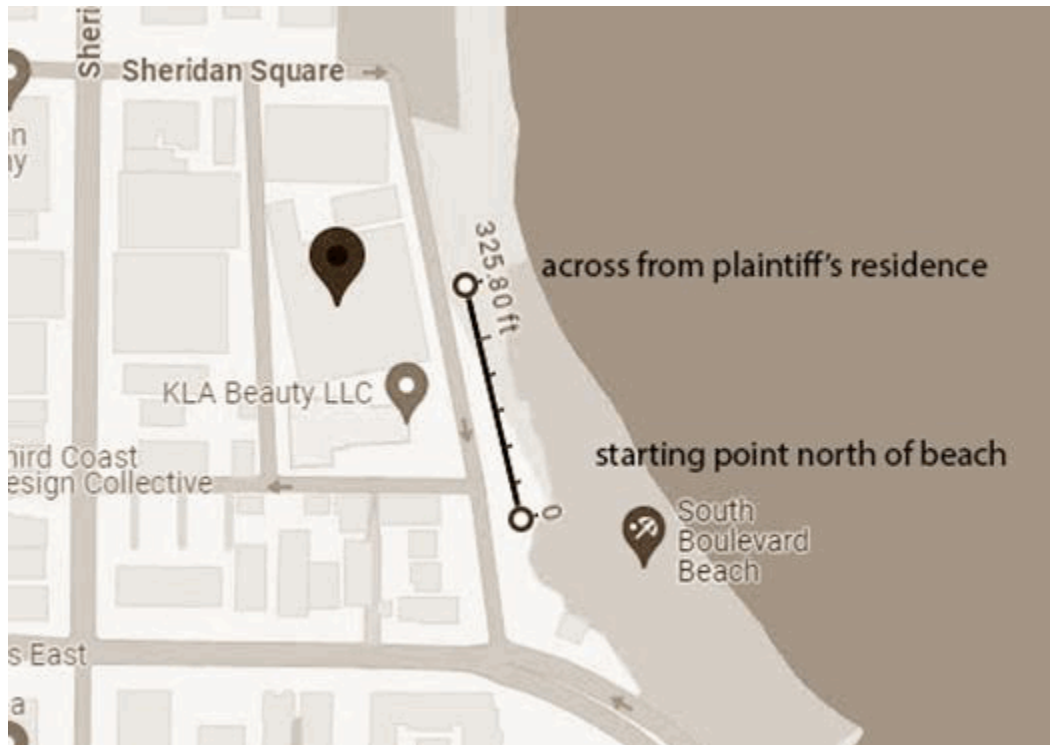 Sheri
Sheridan Square
325.80 ft
across from plaintiff's residence
KLA Beauty LLC
starting point north of beach
hird Coast
esign Collective
0
South
Boulevard
Beach
s East
a